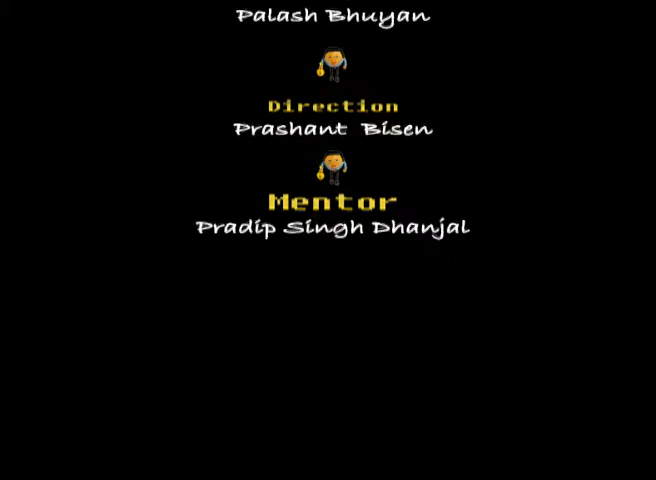 Palash Bhuyan
Direction
Prashant Bisen
Mentor
Pradip Singh Dhanjal